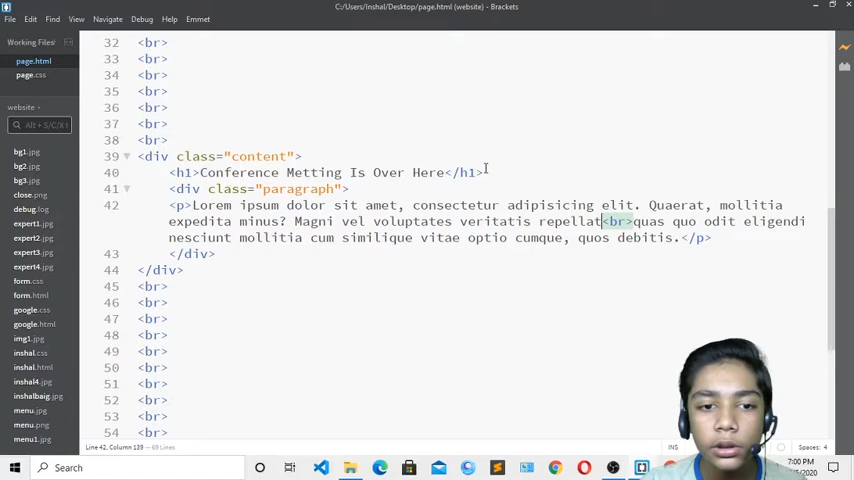 C:/Users/Inshal/Desktop/page.html (website) - Brackets
File Edit Find View Navigate Debug Help Emmet
Working Files
page.html
page.css
website
Alt + S/C/X
bg1.jpg
bg2.jpg
bg3.jpg
close.png
debug.log
expert1.jpg
expert2.jpg
expert3.jpg
expert4.jpg
form.css
form.html
google.css
google.html
img1.jpg
inshal.css
inshal.html
inshal4.jpg
inshalbaig.jpg
menu.jpg
menu.png
menu1.jpg
32 <br>
33 <br>
34 <br>
35 <br>
36 <br>
37 <br>
38 <br>
39 <div class="content">
40 <h1>Conference Metting Is Over Here</h1>
41 <div class="paragraph">
42 <p>Lorem ipsum dolor sit amet, consectetur adipisicing elit. Quaerat, mollitia
expedita minus? Magni vel voluptates veritatis repellat<br>quas quo odit eligendi
nesciunt mollitia cum similique vitae optio cumque, quos debitis.</p>
43 </div>
44 </div>
45 <br>
46 <br>
47 <br>
48 <br>
49 <br>
50 <br>
51 <br>
52 <br>
53 <br>
54 <br>
Line 42, Column 139 — 69 Lines
INS
Spaces: 4
Search
7:00 PM
/2020